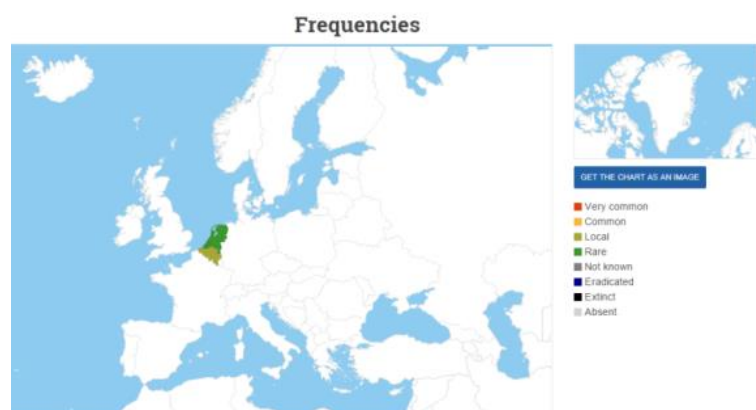 Frequencies
GET THE CHART AS AN IMAGE
Very common
Common
Local
Rare
Not known
Eradicated
Extinct
Absent